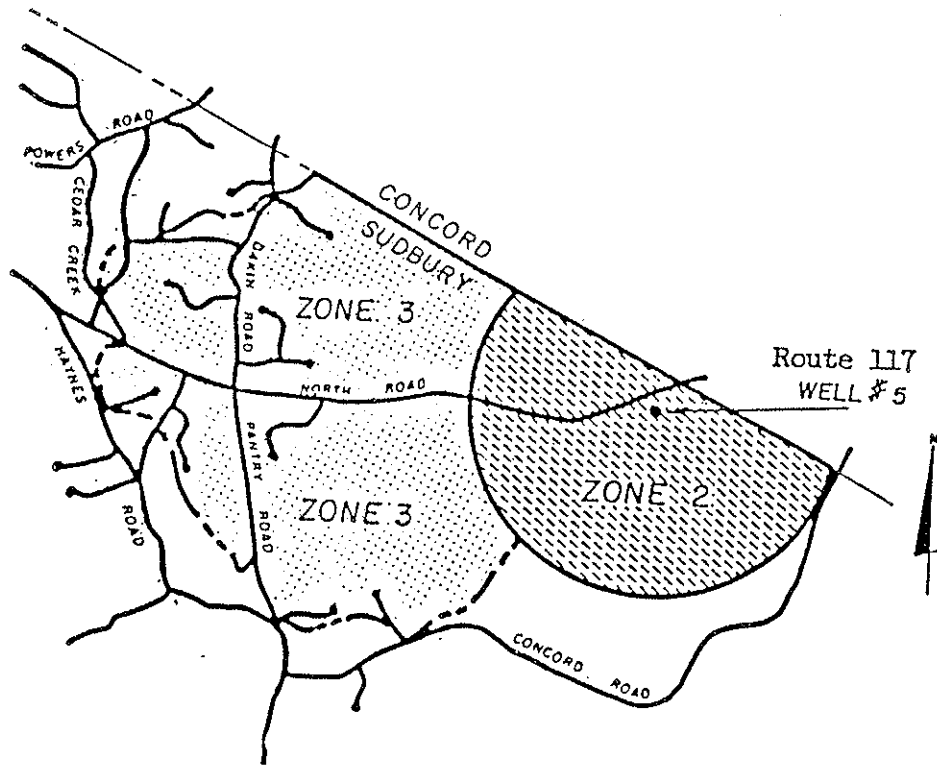 POWERS ROAD
CEDAR CREEK
CONCORD
SUDBURY
DAKIN ROAD
ZONE 3
Route 117
WELL #5
HAYNES ROAD
NORTH ROAD
PANTRY ROAD
ZONE 3
ZONE 2
N
CONCORD ROAD